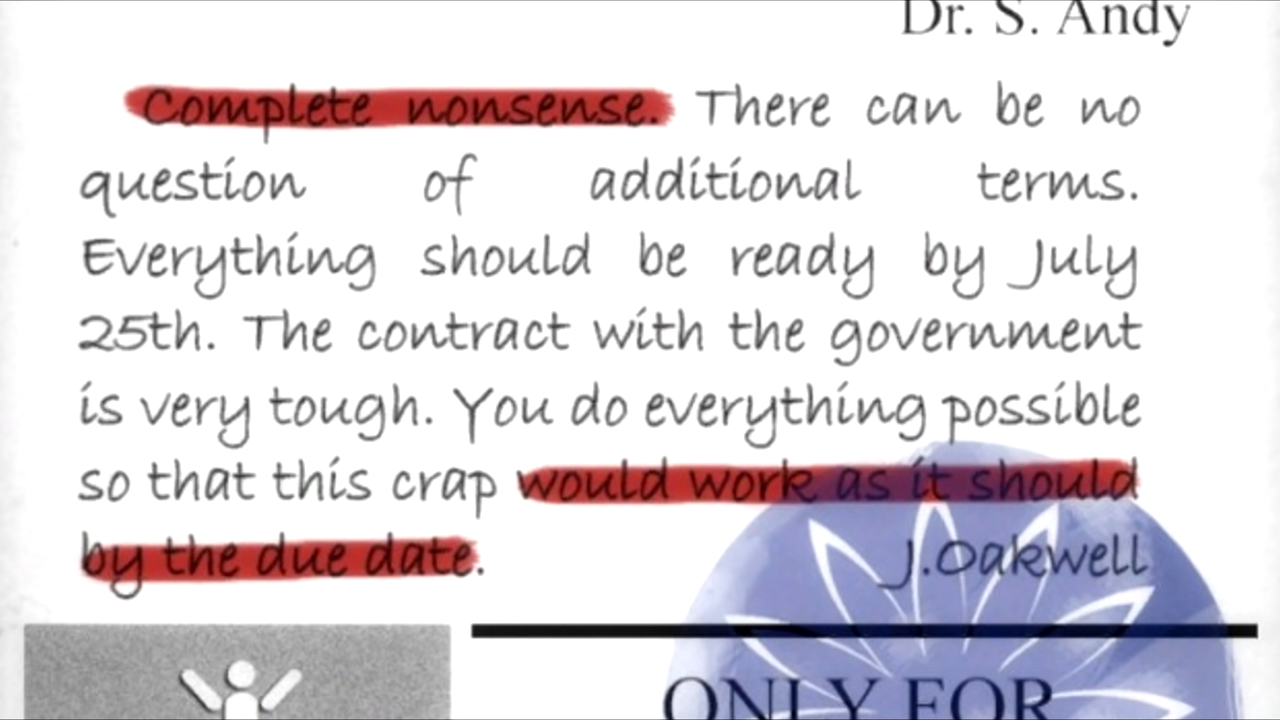 Dr. S. Andy
Complete nonsense. There can be no
question of additional terms.
Everything should be ready by July
25th. The contract with the government
is very tough. You do everything possible
so that this crap would work as it should
by the due date.
J.Oakwell
ONLY FOR